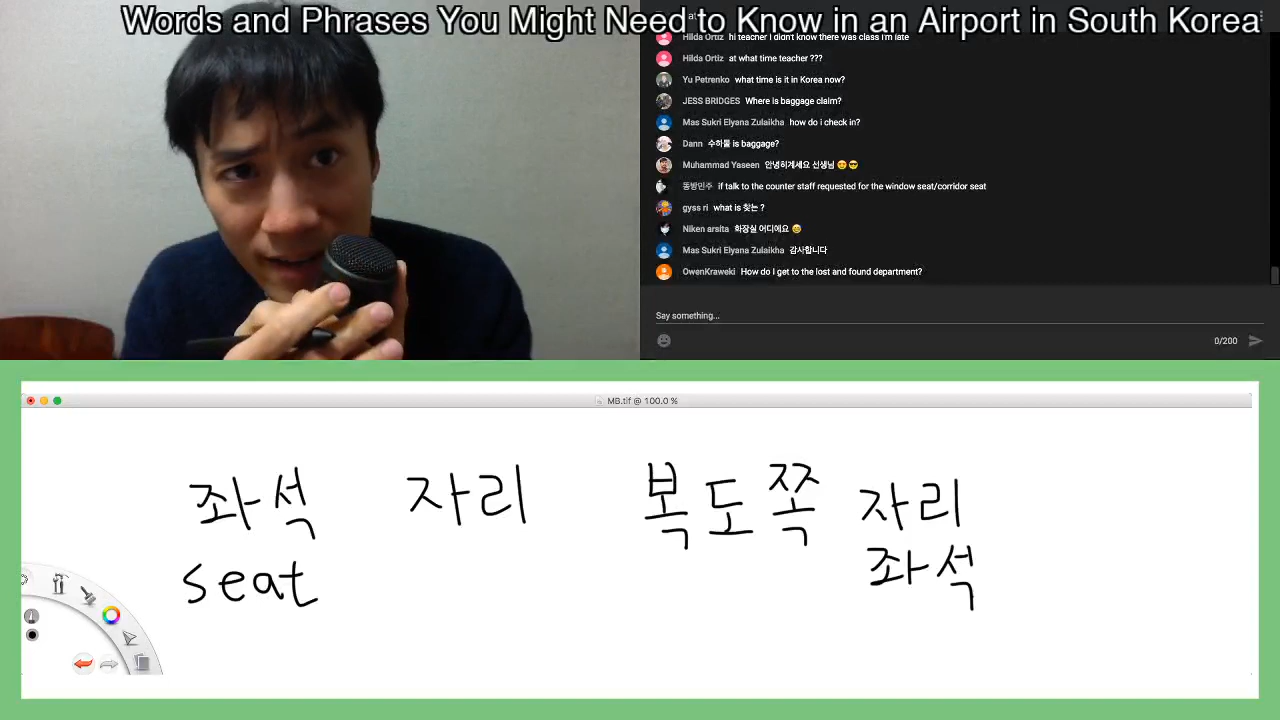 Words and Phrases You Might Need to Know in an Airport in South Korea
Hilda Ortiz hi teacher I didn't know there was class I'm late
Hilda Ortiz at what time teacher ???
Yu Petrenko what time is it in Korea now?
JESS BRIDGES Where is baggage claim?
Mas Sukri Elyana Zulaikha how do i check in?
Dann 수하물 is baggage?
Muhammad Yaseen 안녕히게세요 선생님 😍😎
동방민주 if talk to the counter staff requested for the window seat/corridor seat
gyss ri what is 찾는 ?
Niken arsita 화장실 어디에요
Mas Sukri Elyana Zulaikha 감사합니다
OwenKraweki How do I get to the lost and found department?
Say something...
0/200
MB.tif @ 100.0 %
좌석 자리 복도쪽 자리
좌석
seat